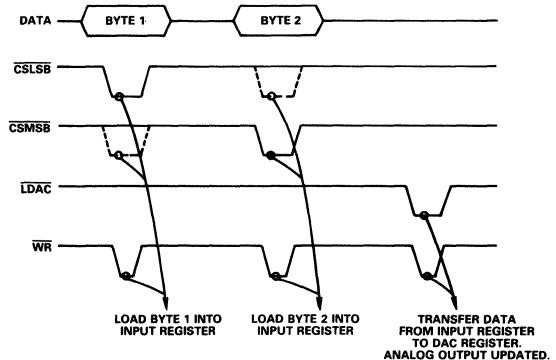 DATA
BYTE 1
BYTE 2
CSLSB
CSMSB
LDAC
WR
LOAD BYTE 1 INTO
INPUT REGISTER
LOAD BYTE 2 INTO
INPUT REGISTER
TRANSFER DATA
FROM INPUT REGISTER
TO DAC REGISTER.
ANALOG OUTPUT UPDATED.